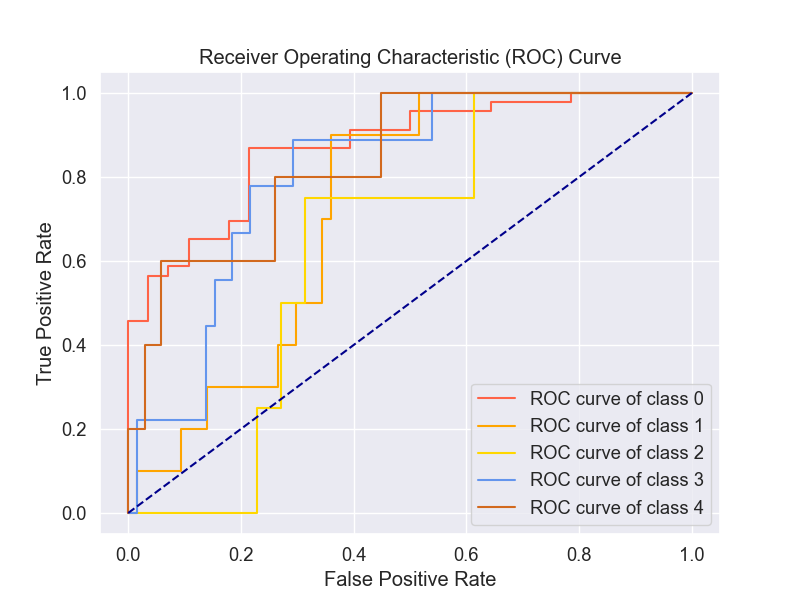 Receiver Operating Characteristic (ROC) Curve
True Positive Rate
1.0
0.8
0.6
0.4
0.2
0.0
ROC curve of class 0
ROC curve of class 1
ROC curve of class 2
ROC curve of class 3
ROC curve of class 4
0.0 0.2 0.4 0.6 0.8 1.0
False Positive Rate